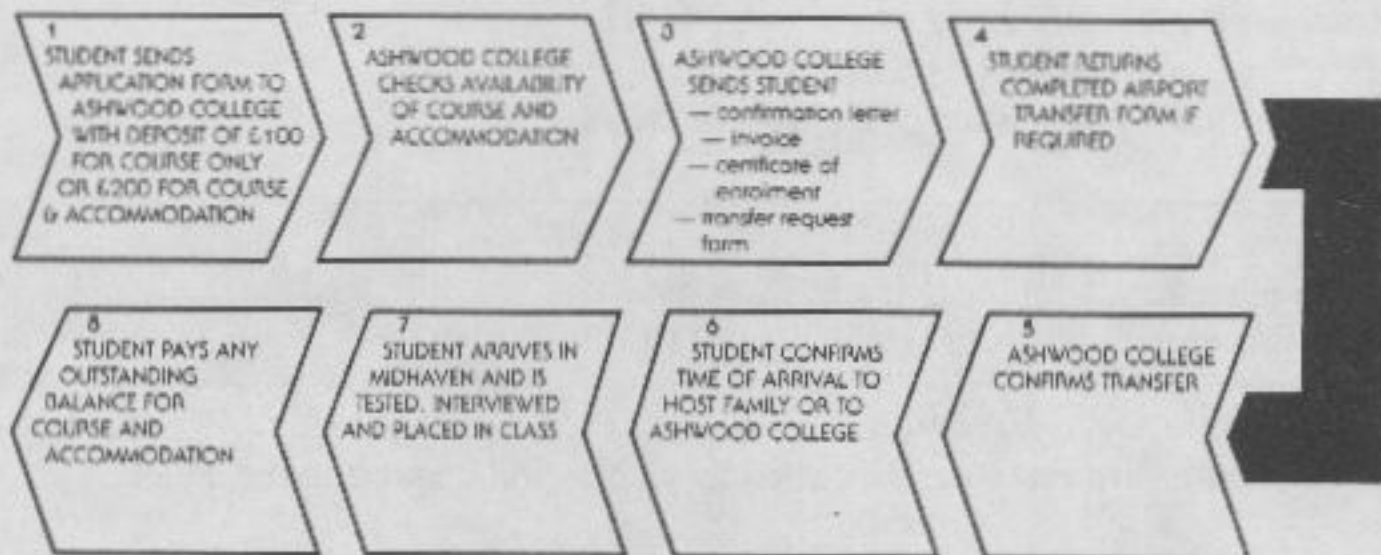 1
STUDENT SENDS
APPLICATION FORM TO
ASHWOOD COLLEGE
WITH DEPOSIT OF £100
FOR COURSE ONLY
OR £200 FOR COURSE
& ACCOMMODATION
2
ASHWOOD COLLEGE
CHECKS AVAILABILITY
OF COURSE AND
ACCOMMODATION
3
ASHWOOD COLLEGE
SENDS STUDENT
— confirmation letter
— invoice
— certificate of
enrolment
— transfer request
form
4
STUDENT RETURNS
COMPLETED AIRPORT
TRANSFER FORM IF
REQUIRED
5
ASHWOOD COLLEGE
CONFIRMS TRANSFER
6
STUDENT CONFIRMS
TIME OF ARRIVAL TO
HOST FAMILY OR TO
ASHWOOD COLLEGE
7
STUDENT ARRIVES IN
MIDHAVEN AND IS
TESTED, INTERVIEWED
AND PLACED IN CLASS
8
STUDENT PAYS ANY
OUTSTANDING
BALANCE FOR
COURSE AND
ACCOMMODATION